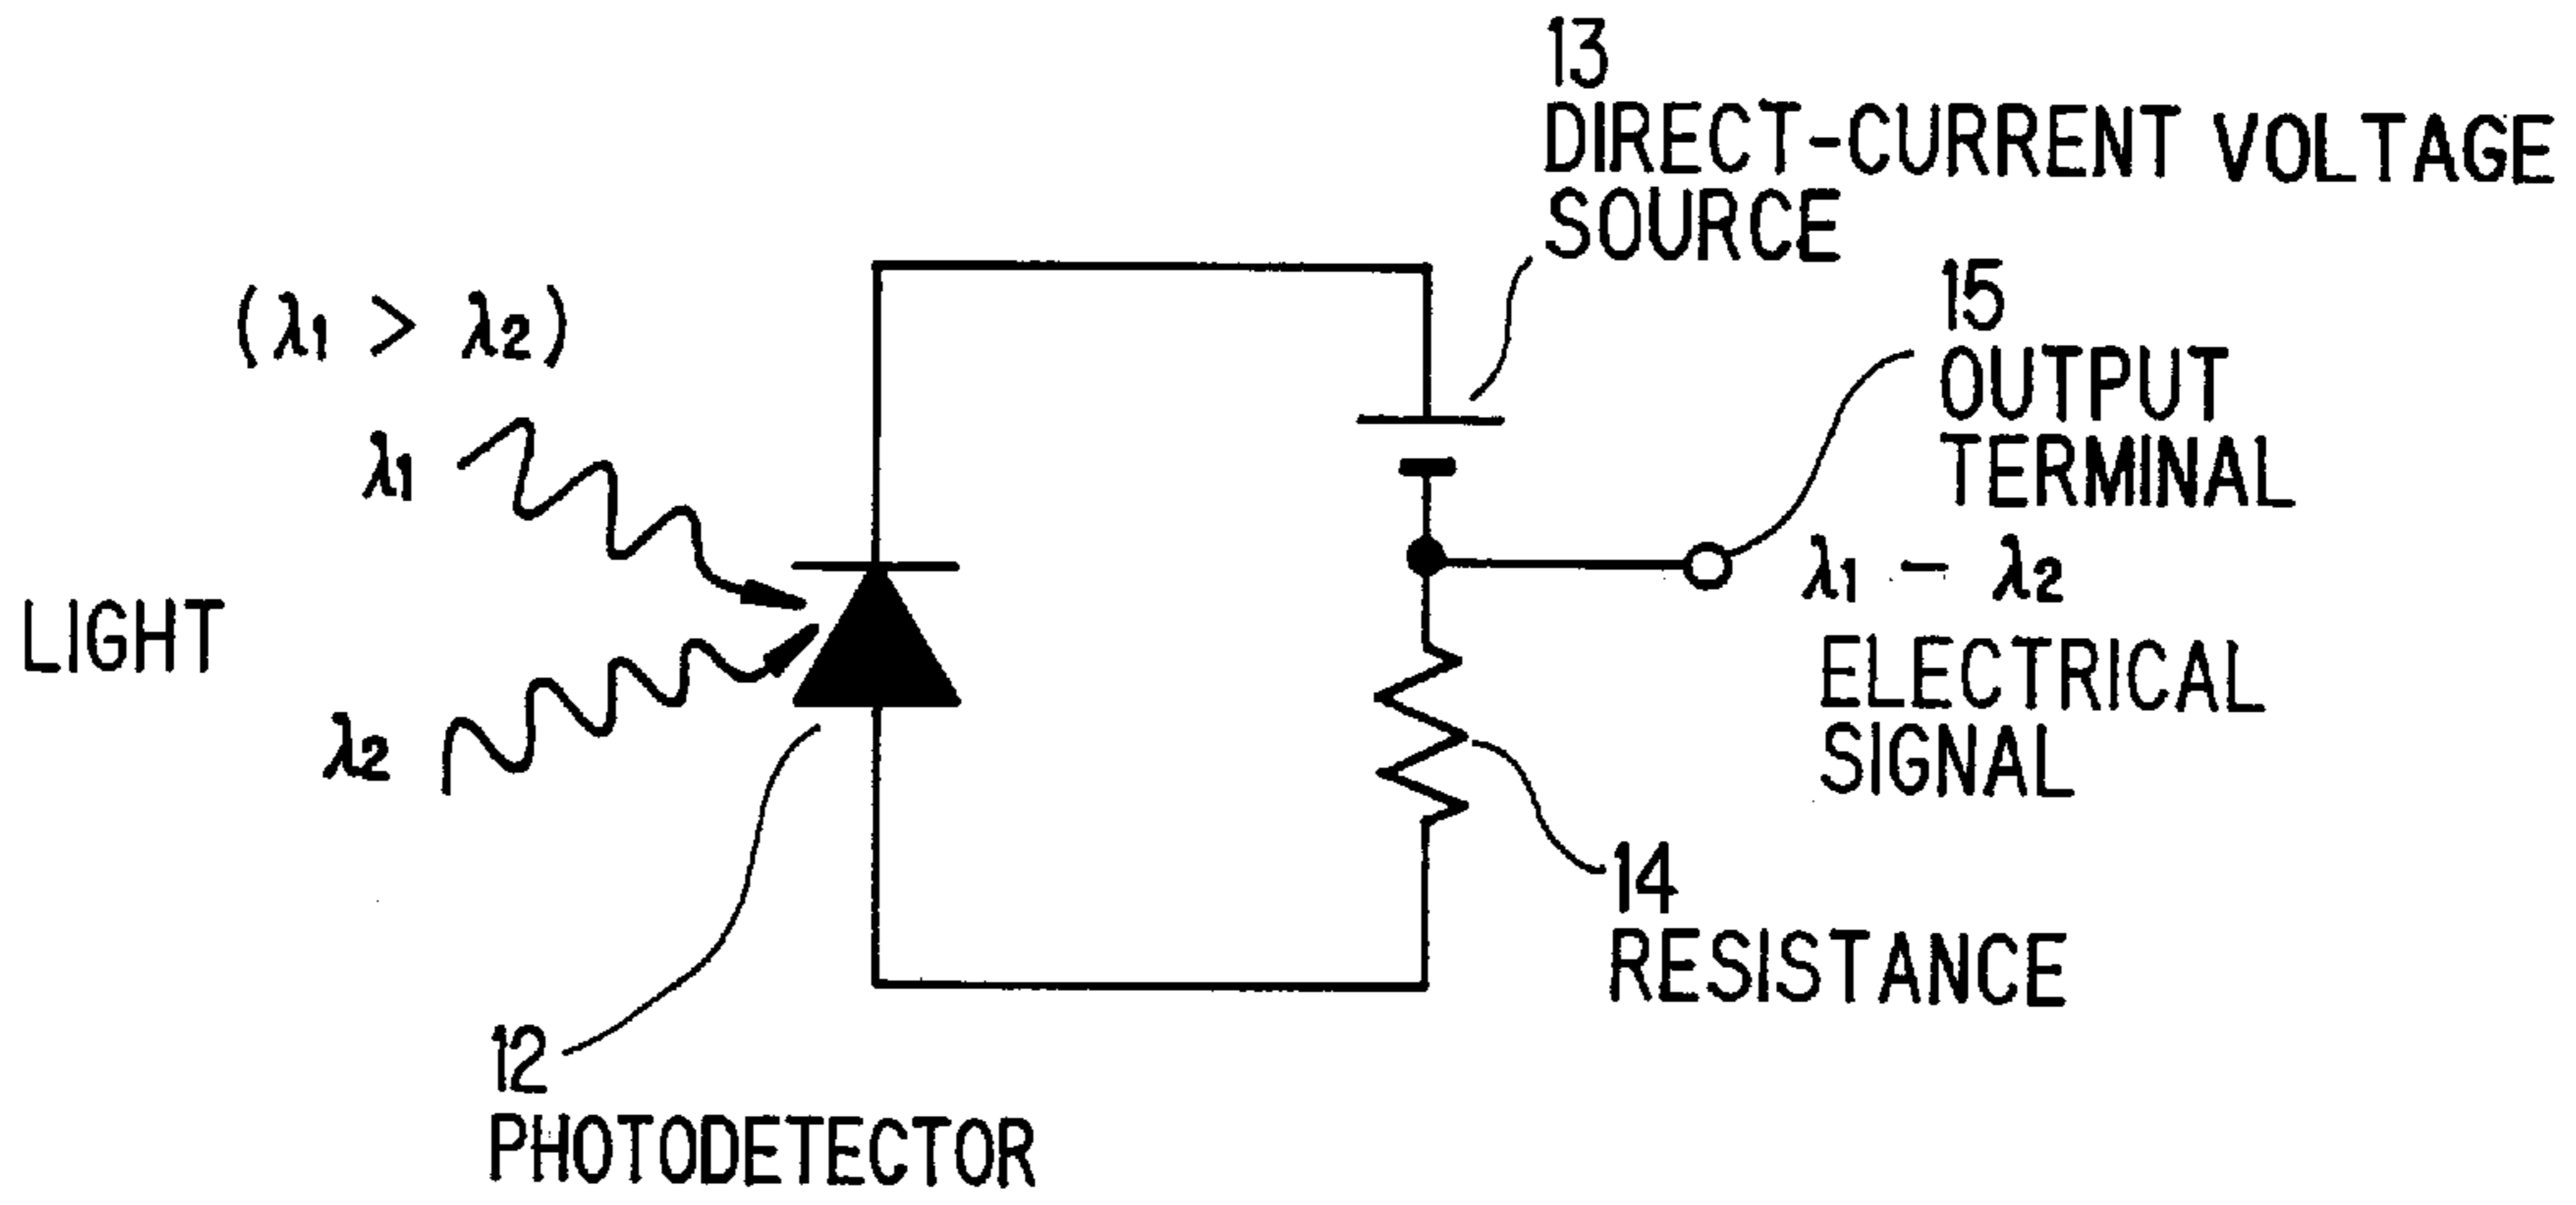 13
DIRECT-CURRENT VOLTAGE
SOURCE
15
OUTPUT
TERMINAL
(λ1 > λ2)
λ1
LIGHT
λ2
λ1 - λ2
ELECTRICAL
SIGNAL
14
RESISTANCE
12
PHOTODETECTOR